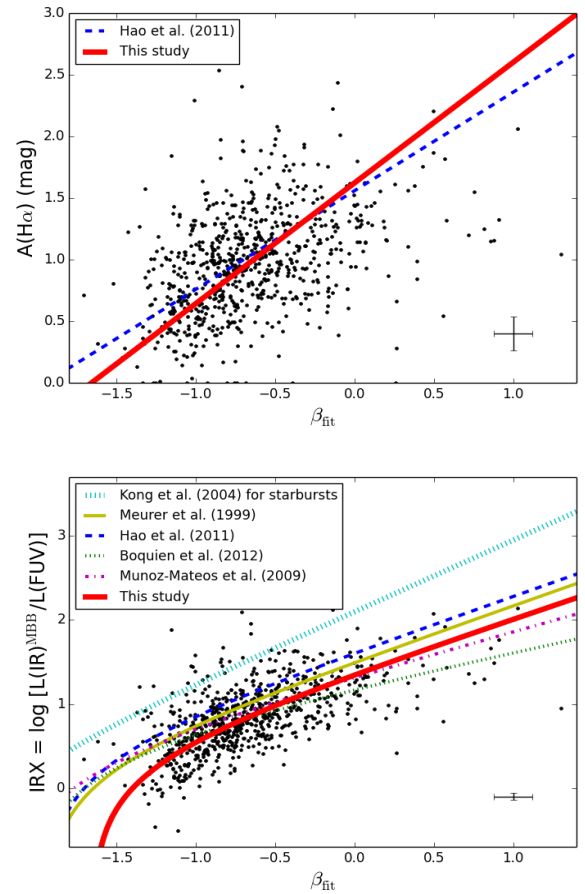 3.0
2.5
2.0
1.5
1.0
0.5
0.0
A(Hα) (mag)
Hao et al. (2011)
This study
−1.5 −1.0 −0.5 0.0 0.5 1.0
β_fit
3
2
1
0
IRX = log [L(IR)^MBB/L(FUV)]
Kong et al. (2004) for starbursts
Meurer et al. (1999)
Hao et al. (2011)
Boquien et al. (2012)
Munoz-Mateos et al. (2009)
This study
−1.5 −1.0 −0.5 0.0 0.5 1.0
β_fit